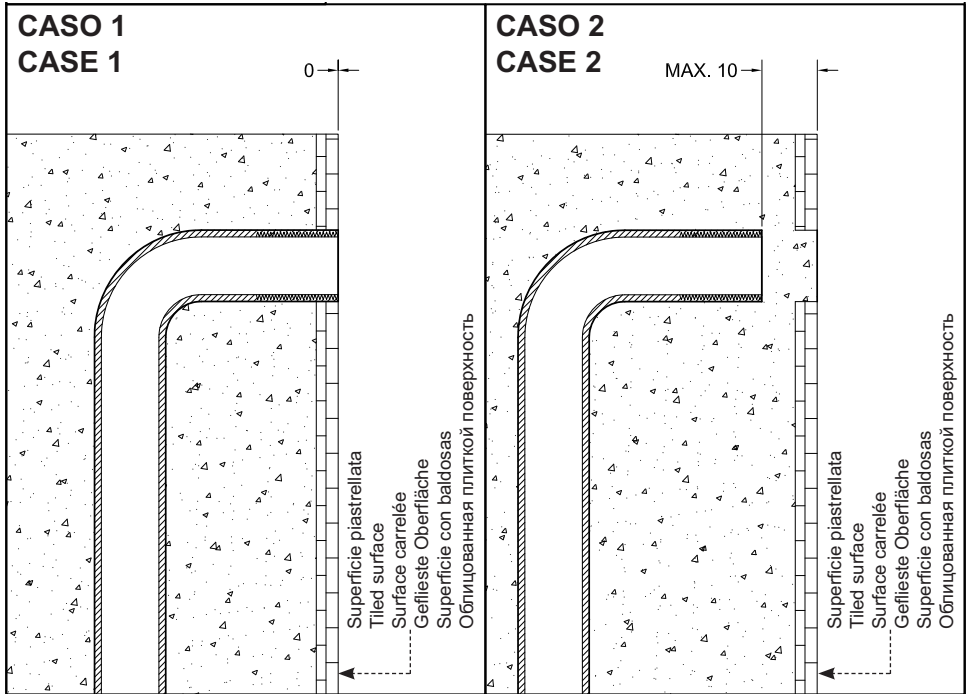 CASO 1
CASE 1
0
Superficie piastrellata
Tiled surface
Surface carrelée
Geflieste Oberfläche
Superficie con baldosas
Облицованная плиткой поверхность
CASO 2
CASE 2
MAX. 10
Superficie piastrellata
Tiled surface
Surface carrelée
Geflieste Oberfläche
Superficie con baldosas
Облицованная плиткой поверхность